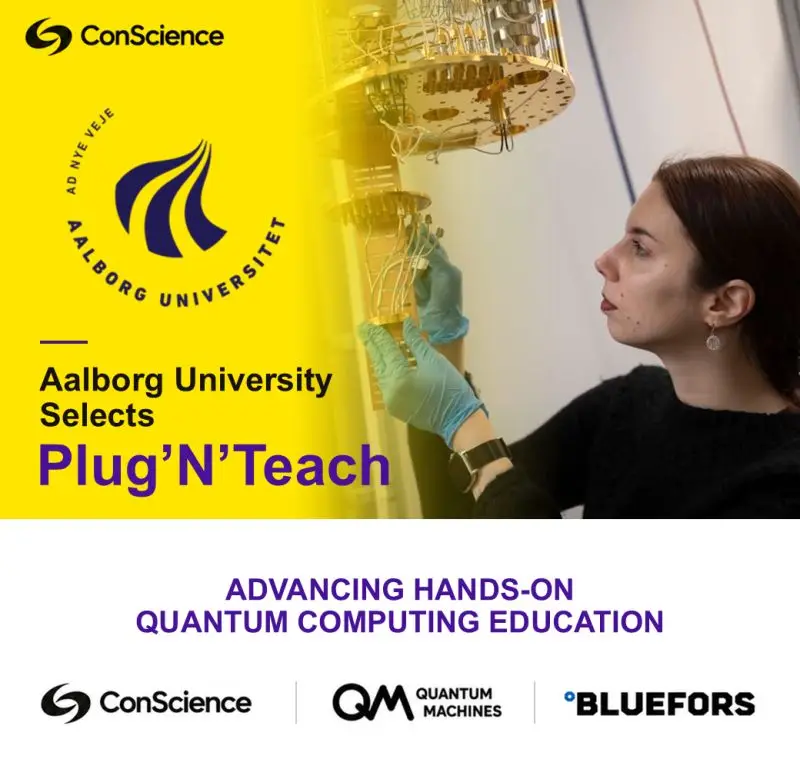 ConScience
AD NYE VEJE
AALBORG UNIVERSITET
Aalborg University
Selects
Plug’N’Teach
ADVANCING HANDS-ON
QUANTUM COMPUTING EDUCATION
ConScience
QM QUANTUM
MACHINES
BLUEFORS